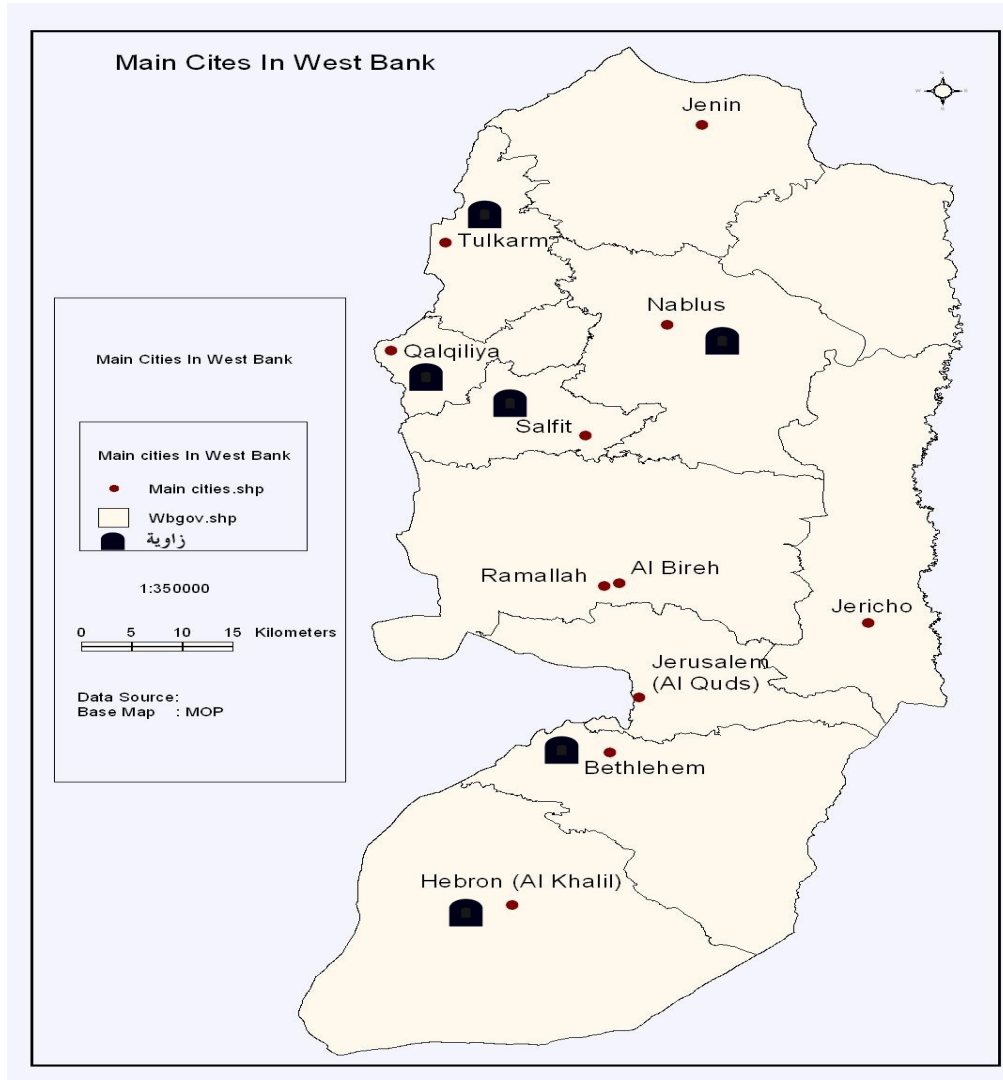 Main Cites In West Bank
Jenin
Tulkarm
Nablus
Qalqiliya
Salfit
Ramallah
Al Bireh
Jericho
Jerusalem
(Al Quds)
Bethlehem
Hebron (Al Khalil)
Main Cities In West Bank
Main cities In West Bank
Main cities.shp
Wbgov.shp
زاوية
1:350000
0 5 10 15 Kilometers
Data Source:
Base Map : MOP